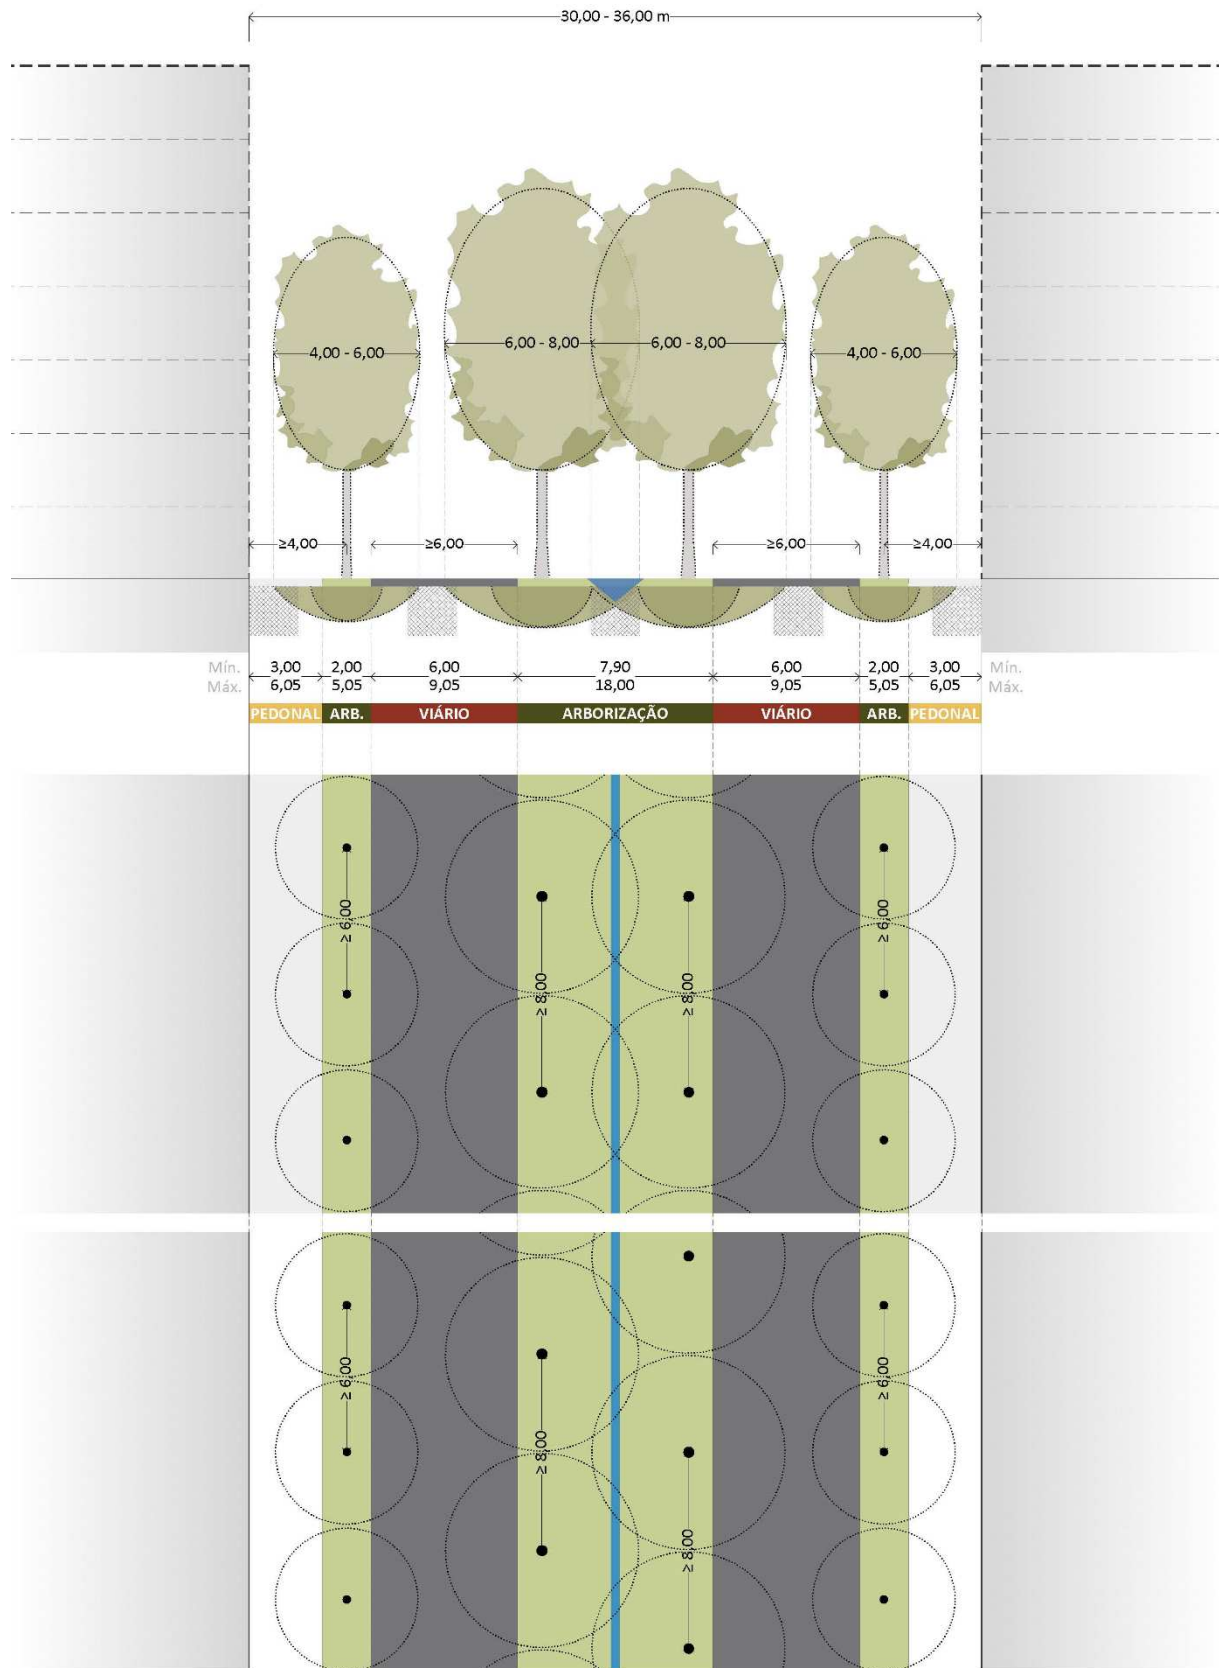 30,00 - 36,00 m
4,00 - 6,00
6,00 - 8,00
6,00 - 8,00
4,00 - 6,00
≥4,00
≥6,00
≥6,00
≥4,00
Mín. 3,00 2,00 6,00 7,90 6,00 2,00 3,00 Mín.
Máx. 6,05 5,05 9,05 18,00 9,05 5,05 6,05 Máx.
PEDONAL ARB. VIÁRIO ARBORIZAÇÃO VIÁRIO ARB. PEDONAL
≥ 6,00
≥ 8,00
≥ 8,00
≥ 6,00
≥ 6,00
≥ 8,00
≥ 8,00
≥ 6,00